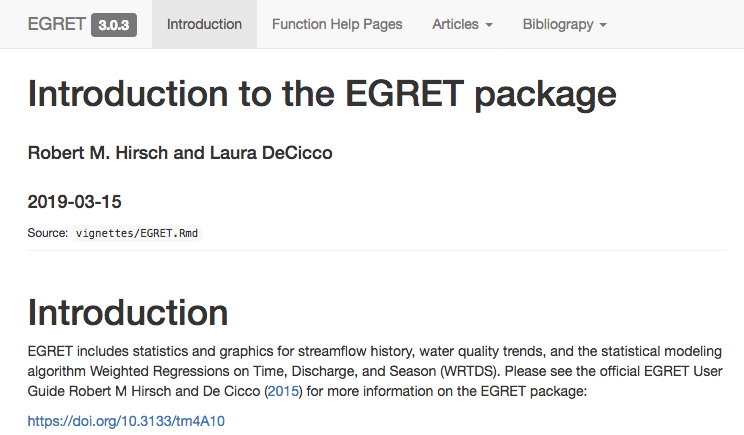 EGRET 3.0.3 Introduction Function Help Pages Articles Bibliograpy
Introduction to the EGRET package
Robert M. Hirsch and Laura DeCicco
2019-03-15
Source: vignettes/EGRET.Rmd
Introduction
EGRET includes statistics and graphics for streamflow history, water quality trends, and the statistical modeling
algorithm Weighted Regressions on Time, Discharge, and Season (WRTDS). Please see the official EGRET User
Guide Robert M Hirsch and De Cicco (2015) for more information on the EGRET package:
https://doi.org/10.3133/tm4A10